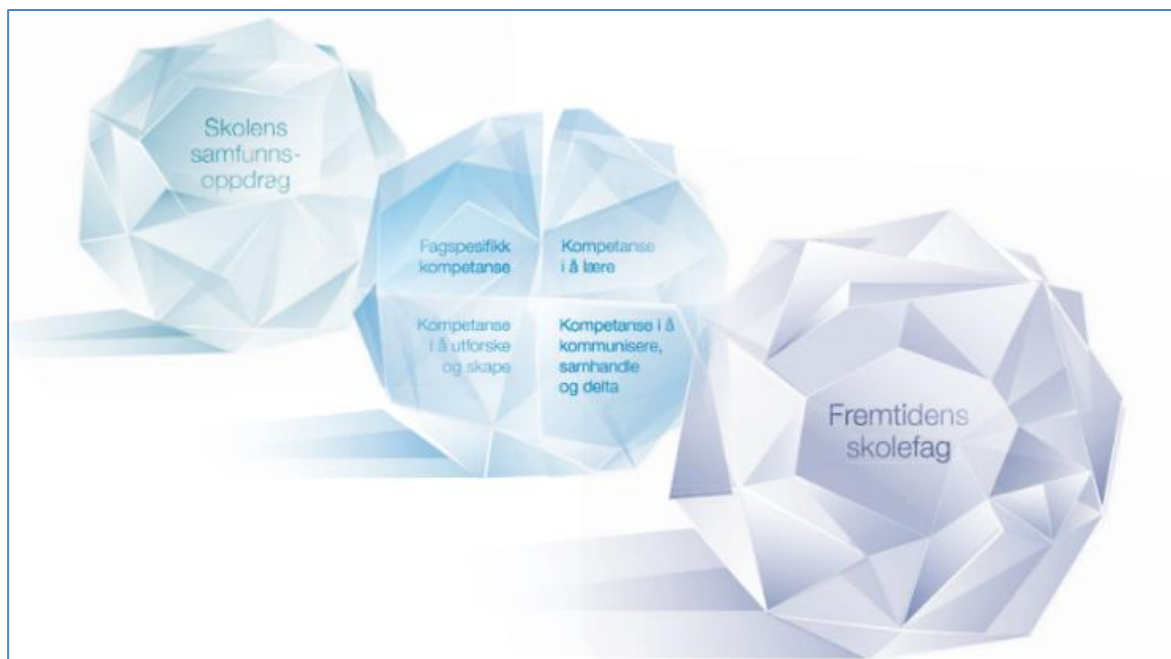 Skolens
samfunns-
oppdrag
Fagspesifikk
kompetanse
Kompetanse
i å lære
Kompetanse
i å utforske
og skape
Kompetanse i å
kommunisere,
samhandle
og delta
Fremtidens
skolefag